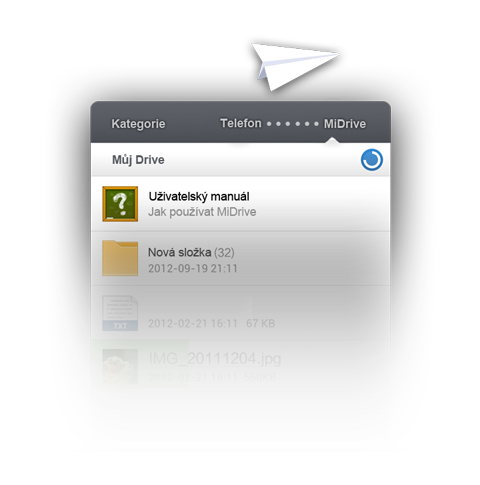 Kategorie
Telefon
MiDrive
Můj Drive
Uživatelský manuál
Jak používat MiDrive
Nová složka (32)
2012-09-19 21:11
TXT
2012-02-21 16:11 67 KB
IMG_20111204.jpg